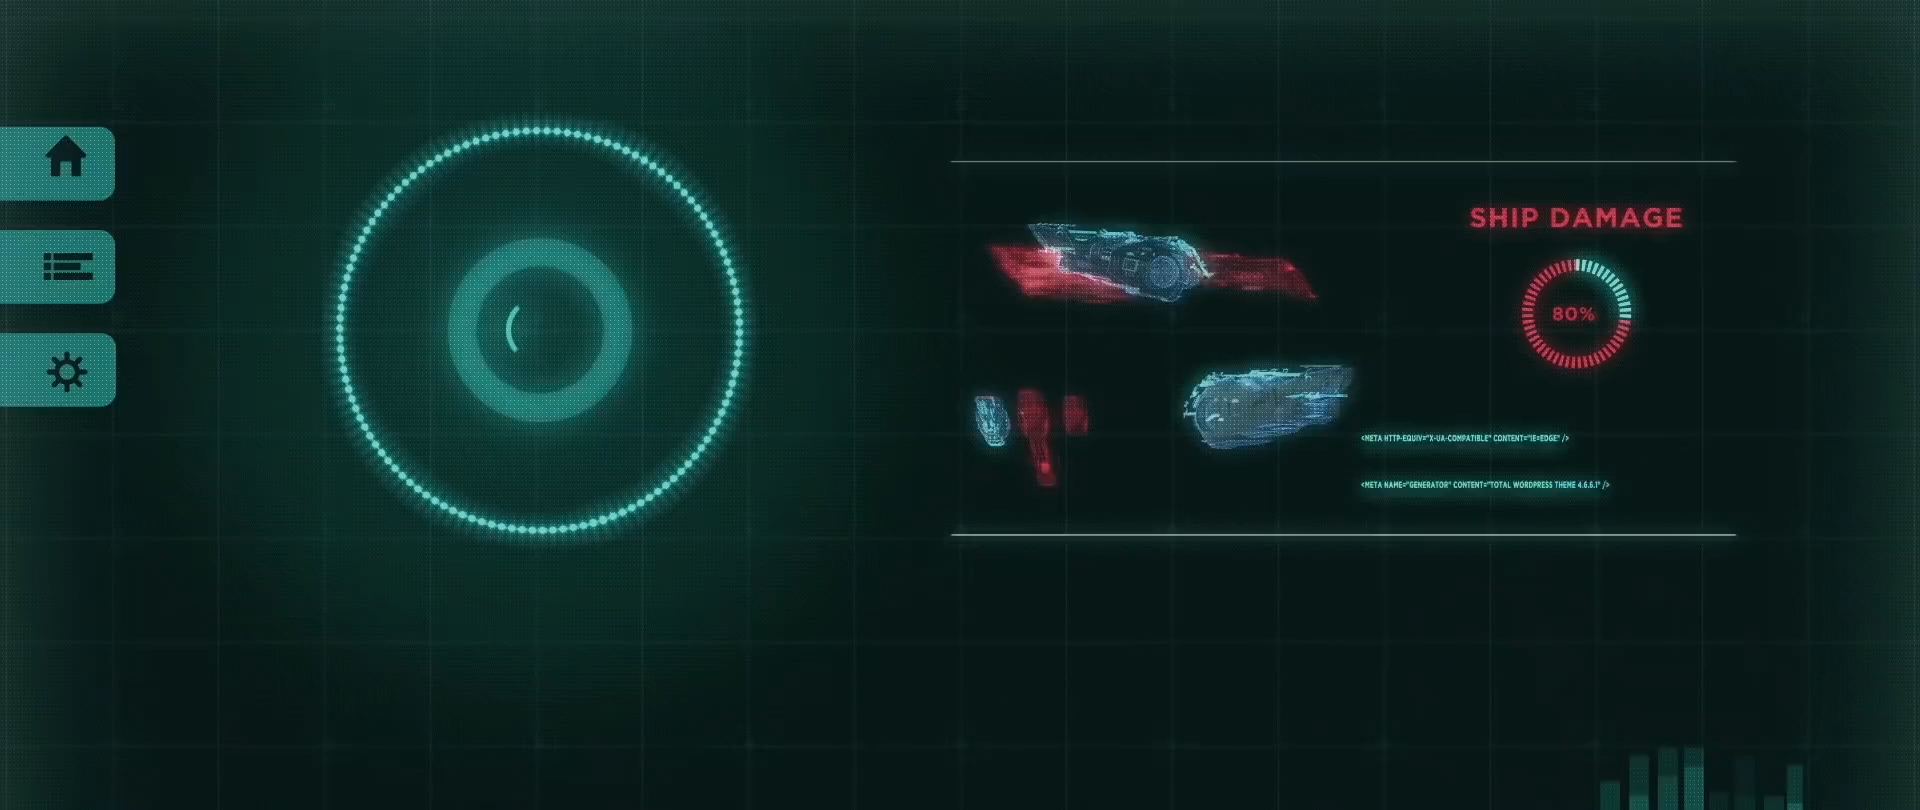 SHIP DAMAGE
80%
<META HTTP-EQUIV="X-UA-COMPATIBLE" CONTENT="IE=EDGE" />
<META NAME="GENERATOR" CONTENT="TOTAL WORDPRESS THEME 4.6.6.1" />